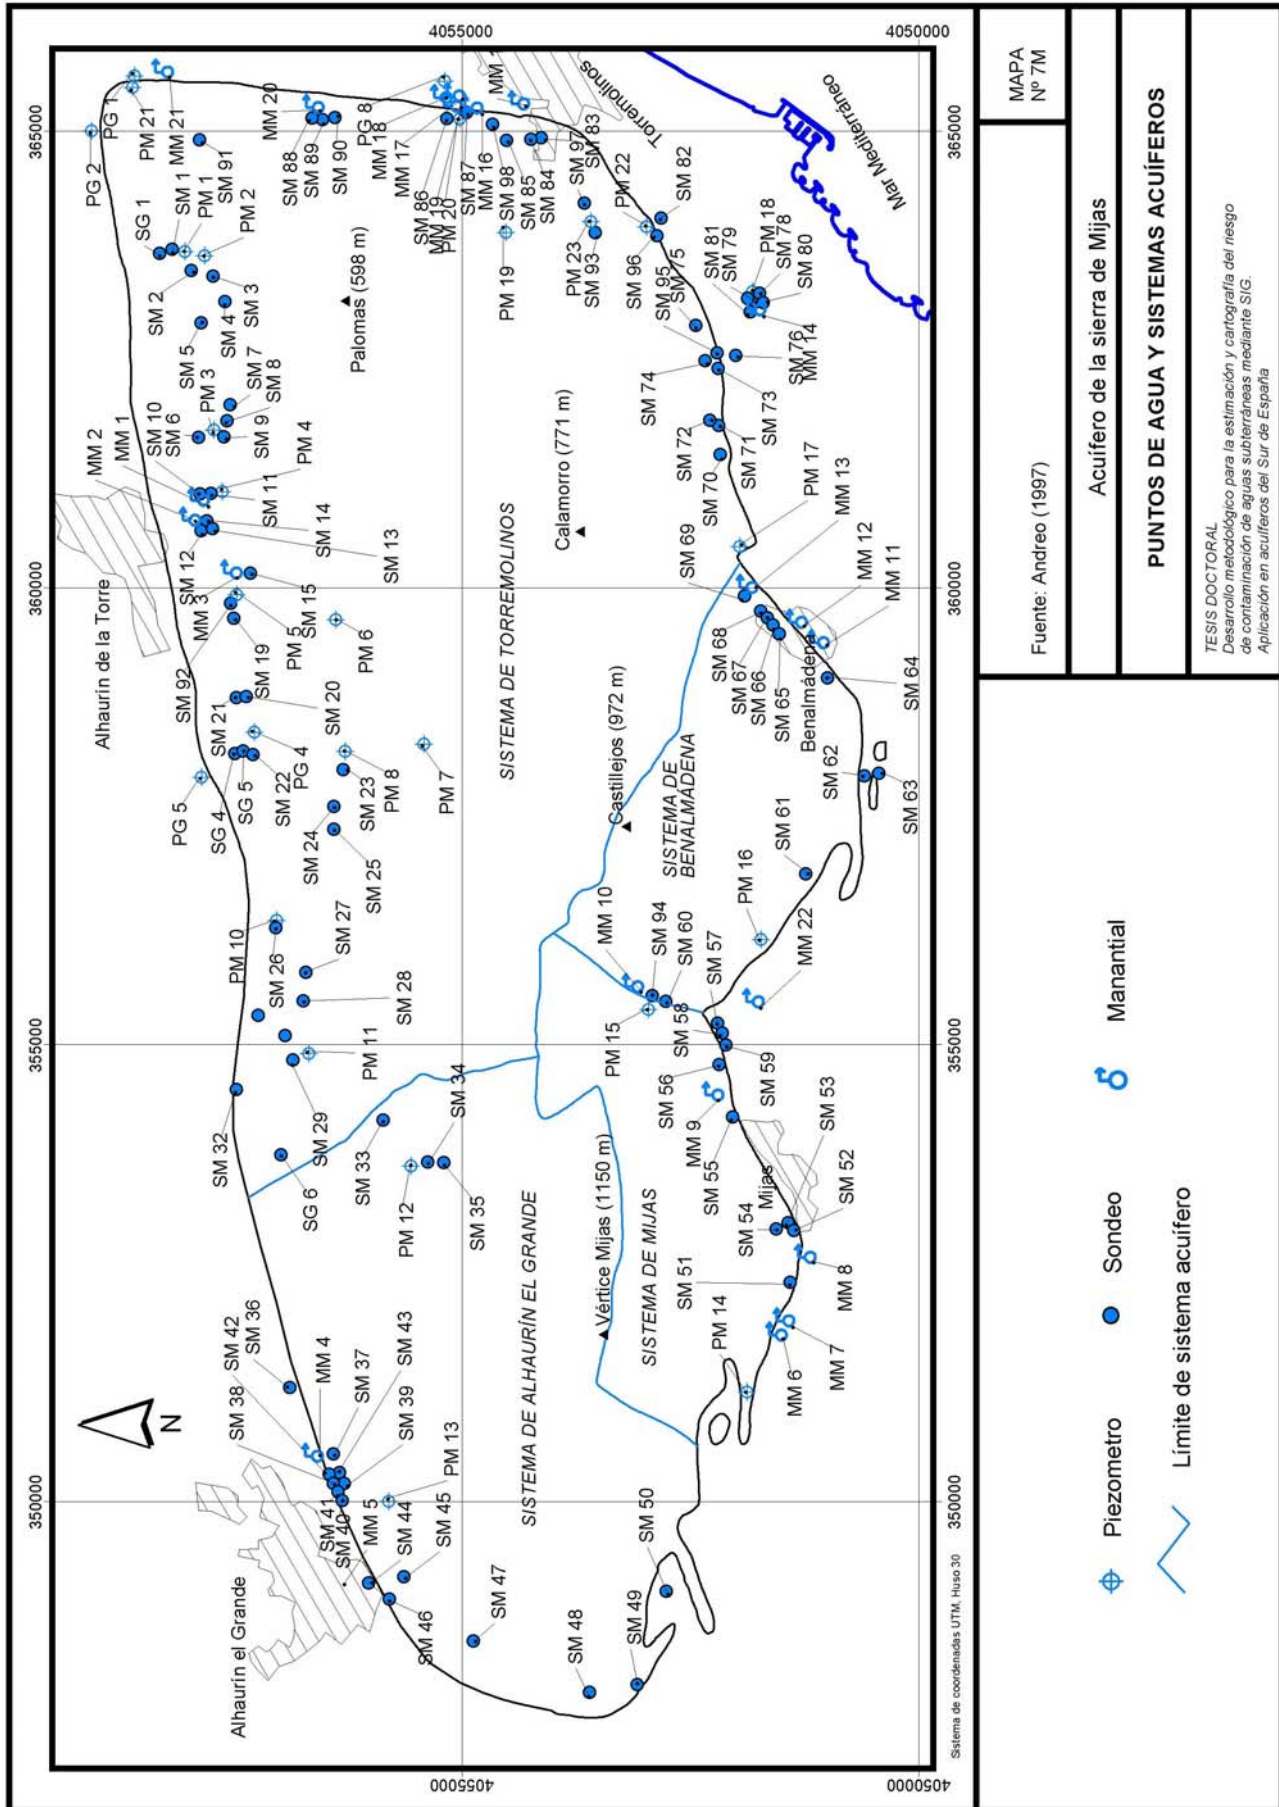 350000
355000
360000
365000
N
Alhaurín el Grande
Alhaurín de la Torre
SM 38
SM 42
SM 36
MM 4
SM 37
SM 43
SM 39
PM 13
SM 41
SM 40
MM 5
SM 44
SM 45
SM 46
SM 47
SM 48
SM 49
SM 50
SM 32
SG 6
SM 29
SM 33
PM 12
SM 34
SM 35
PM 11
SM 28
SM 27
SM 26
PM 10
PG 5
SG 4
SG 5
SM 22
PG 4
SM 21
SM 20
SM 24
SM 25
SM 23
PM 8
PM 7
SM 92
SM 19
MM 3
PM 5
SM 15
PM 6
SM 12
SM 13
SM 14
SM 11
PM 4
MM 2
MM 1
SM 10
SM 6
SM 9
PM 3
SM 8
SM 7
SM 5
SM 4
SM 3
SM 2
SG 1
SM 1
PM 1
PM 2
PG 2
PG 1
PM 21
MM 21
SM 91
MM 20
SM 88
SM 89
SM 90
Palomas (598 m)
PG 8
MM 18
MM 17
SM 86
MM 19
PM 20
SM 87
MM 16
SM 98
SM 85
SM 84
PM 19
MM
SM 83
SM 97
PM 22
SM 82
PM 23
SM 93
SM 96
SM 75
SM 95
SM 81
SM 79
PM 18
SM 78
SM 80
MM 14
SM 76
SM 74
SM 73
SM 72
SM 71
SM 70
PM 17
MM 13
SM 69
MM 12
MM 11
SM 68
SM 67
SM 66
SM 65
Benalmádena
SM 64
SM 62
SM 63
SM 61
PM 16
MM 22
MM 10
SM 94
SM 60
SM 57
PM 15
SM 58
SM 59
SM 56
MM 9
SM 55
Mijas
SM 53
SM 52
SM 54
SM 51
MM 8
MM 7
MM 6
PM 14
Torremolinos
Mar Mediterráneo
Calamorro (771 m)
Castillejos (972 m)
Vértice Mijas (1150 m)
SISTEMA DE TORREMOLINOS
SISTEMA DE
BENALMÁDENA
SISTEMA DE ALHAURÍN EL GRANDE
SISTEMA DE MIJAS
4055000
4050000
4055000
4050000
350000
355000
360000
365000
Sistema de coordenadas UTM. Huso 30
Piezometro
Sondeo
Manantial
Límite de sistema acuífero
Fuente: Andreo (1997)
MAPA
Nº 7M
Acuífero de la sierra de Mijas
PUNTOS DE AGUA Y SISTEMAS ACUÍFEROS
TESIS DOCTORAL
Desarrollo metodológico para la estimación y cartografía del riesgo
de contaminación de aguas subterráneas mediante SIG.
Aplicación en acuíferos del Sur de España